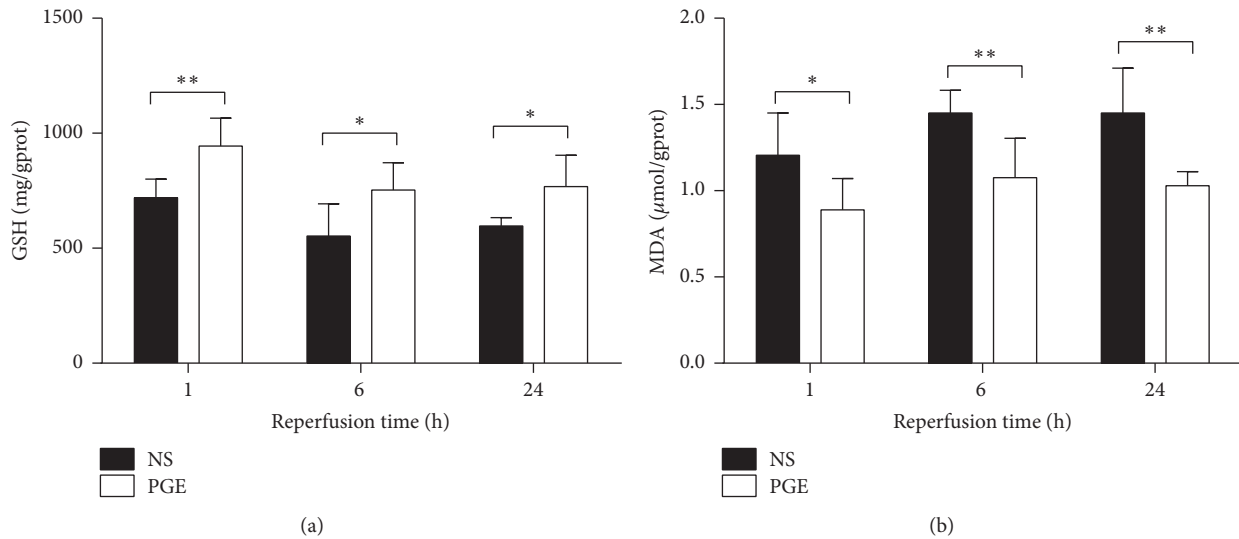 1500
1000
500
0
GSH (mg/gprot)
**
*
*
1
6
24
Reperfusion time (h)
NS
PGE
(a)
2.0
1.5
1.0
0.5
0.0
MDA (µmol/gprot)
*
**
**
1
6
24
Reperfusion time (h)
NS
PGE
(b)